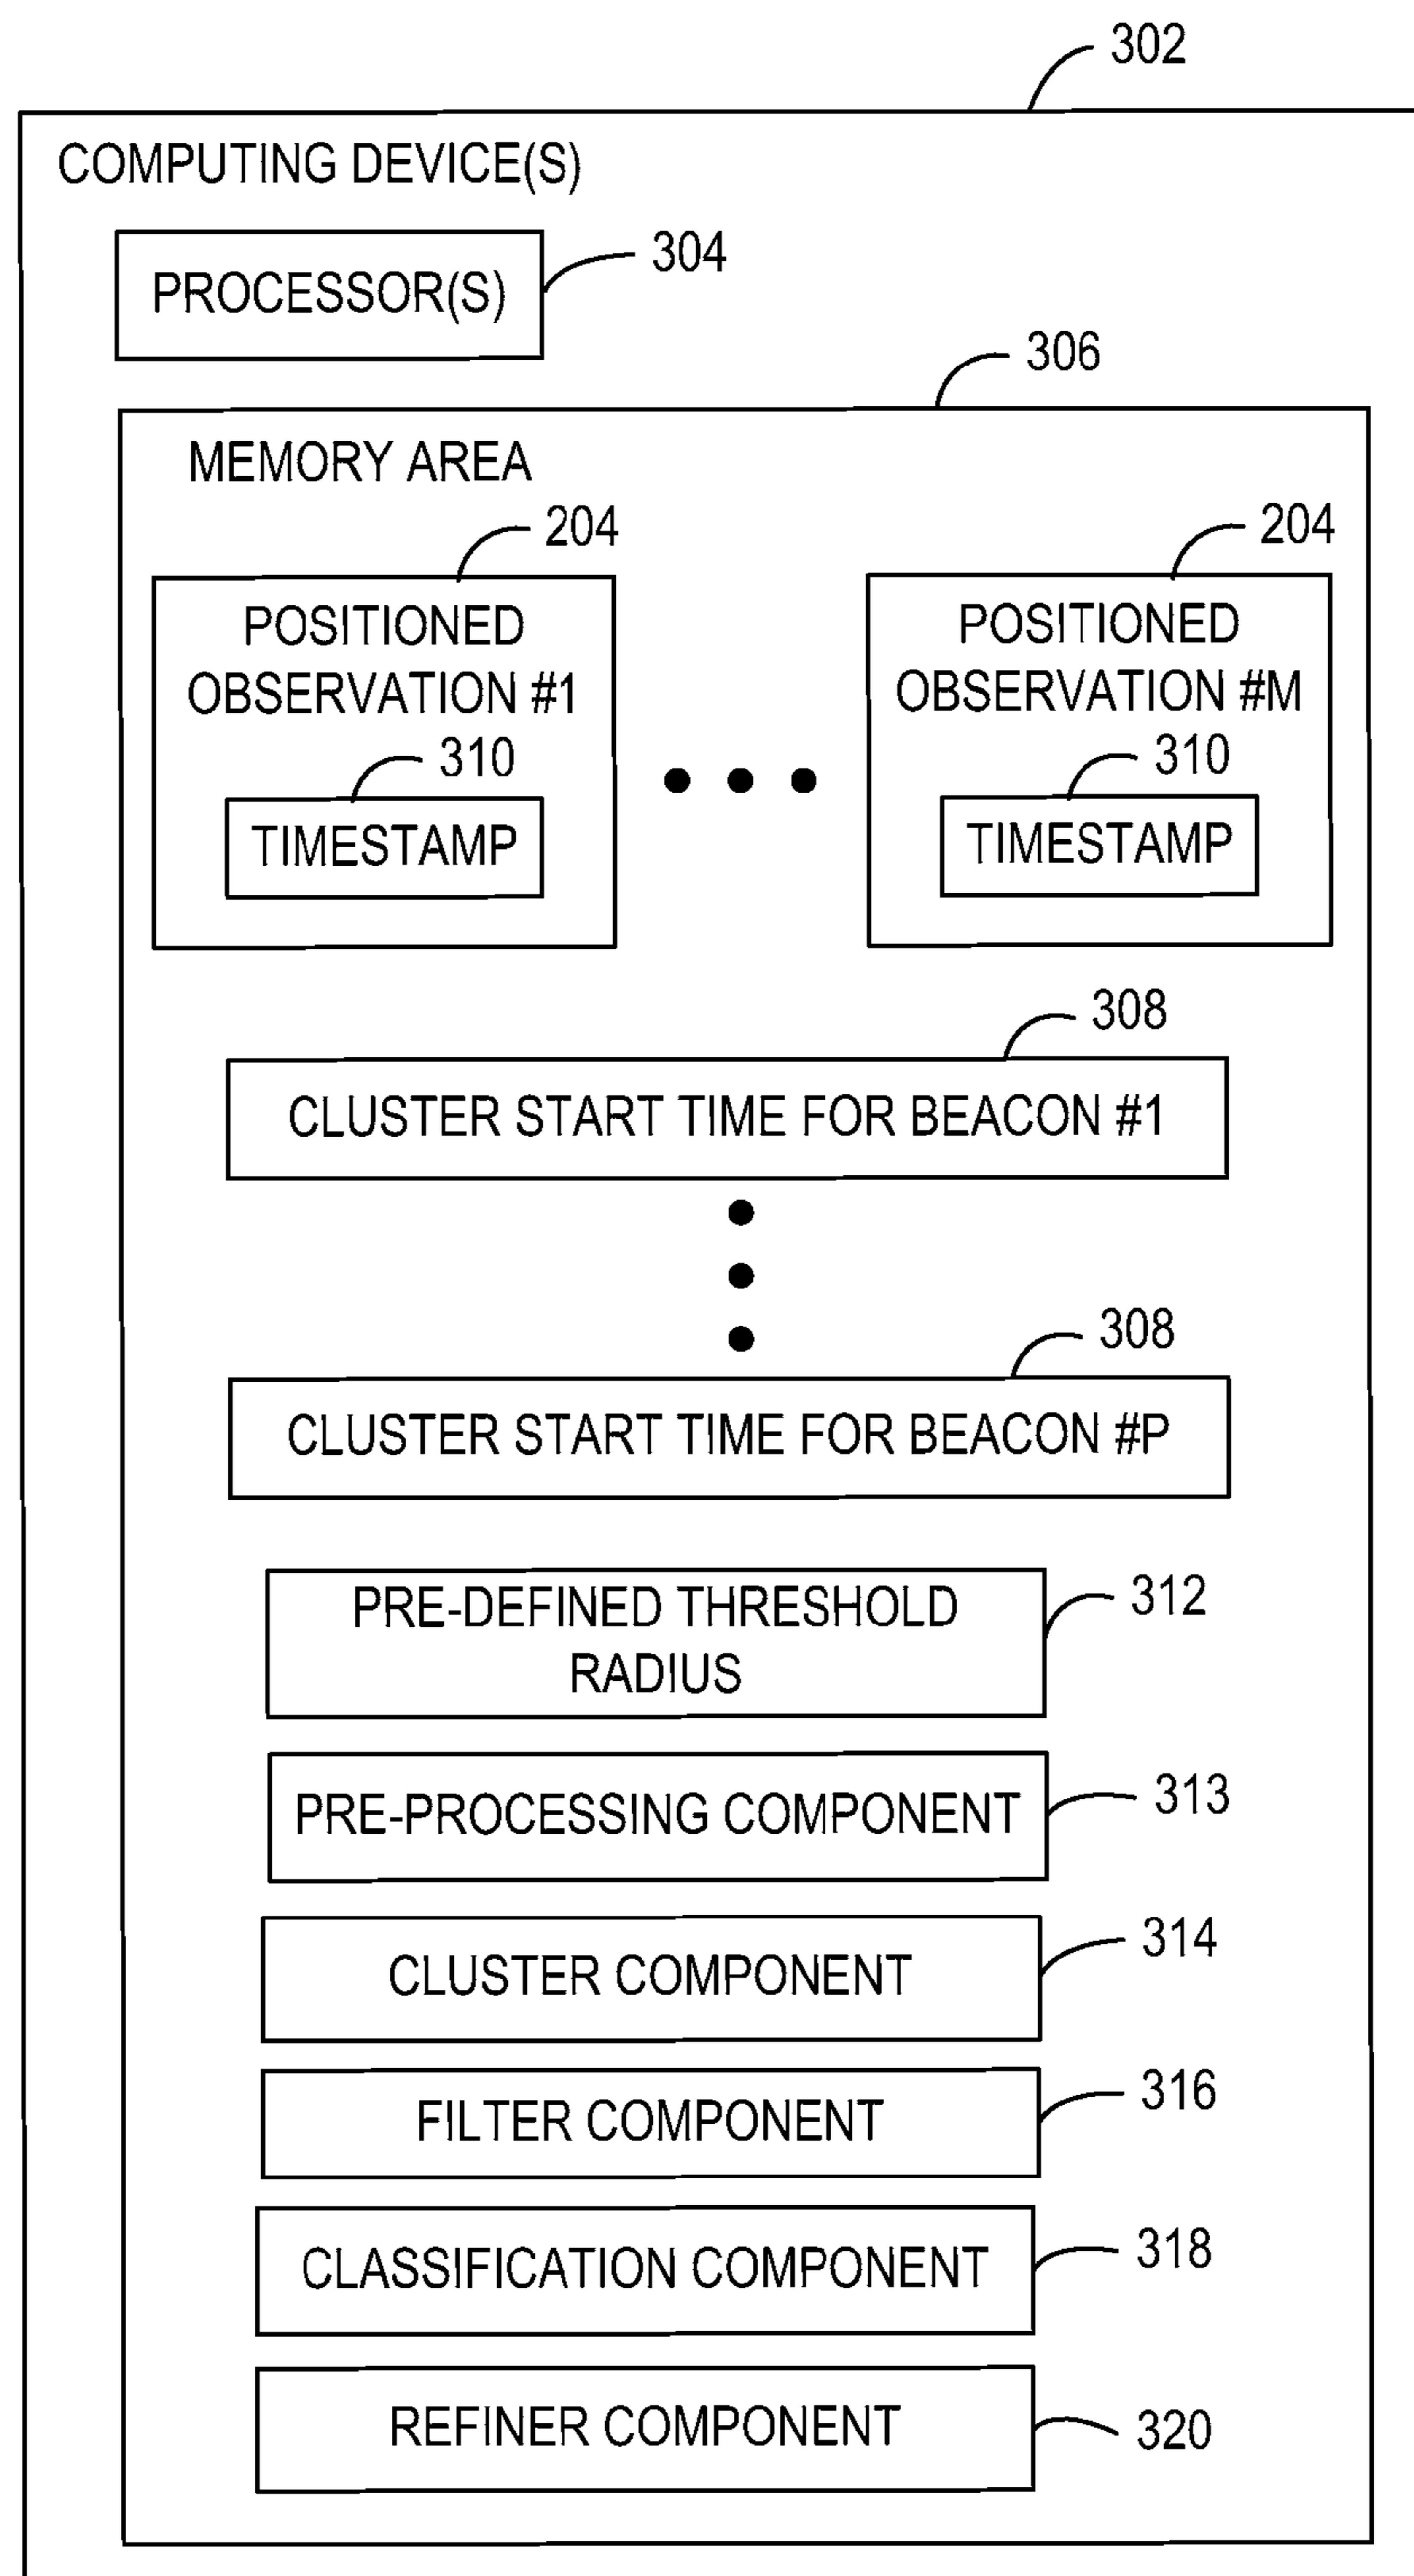 302
COMPUTING DEVICE(S)
PROCESSOR(S)
304
306
MEMORY AREA
204
POSITIONED
OBSERVATION #1
310
TIMESTAMP
204
POSITIONED
OBSERVATION #M
310
TIMESTAMP
308
CLUSTER START TIME FOR BEACON #1
308
CLUSTER START TIME FOR BEACON #P
PRE-DEFINED THRESHOLD
RADIUS
312
PRE-PROCESSING COMPONENT
313
CLUSTER COMPONENT
314
FILTER COMPONENT
316
CLASSIFICATION COMPONENT
318
REFINER COMPONENT
320